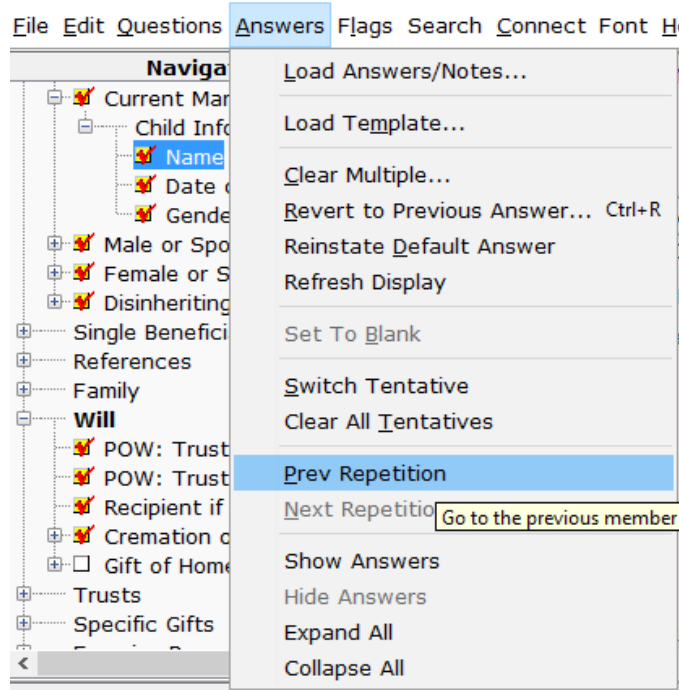 File Edit Questions Answers Flags Search Connect Font
Naviga
Current Mar
Child Info
Name
Date
Gende
Male or Spo
Female or S
Disinheriting
Single Benefici
References
Family
Will
POW: Trust
POW: Trust
Recipient if
Cremation o
Gift of Home
Trusts
Specific Gifts
Load Answers/Notes...
Load Template...
Clear Multiple...
Revert to Previous Answer... Ctrl+R
Reinstate Default Answer
Refresh Display
Set To Blank
Switch Tentative
Clear All Tentatives
Prev Repetition
Next Repetitio
Go to the previous member
Show Answers
Hide Answers
Expand All
Collapse All